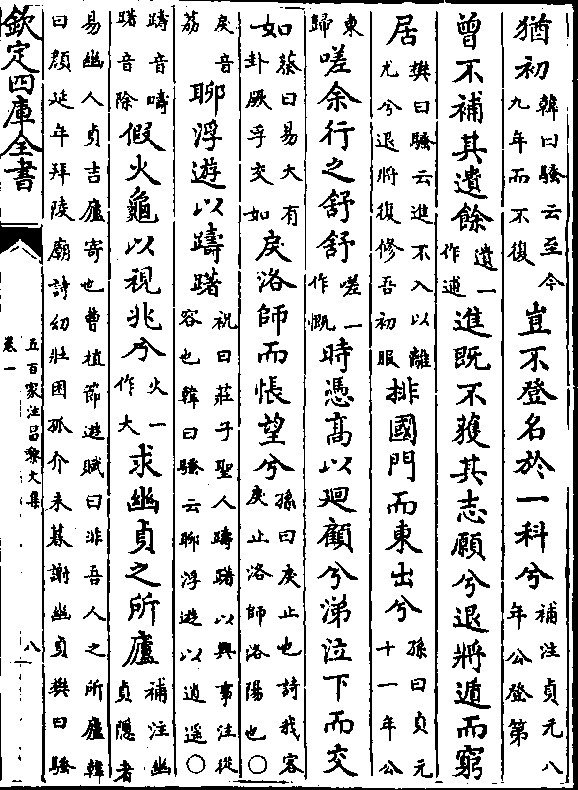 猶初韓曰騷云至今九年而不復豈不登名於一科兮補注貞元八年公登第
曾不補其遺餘遺一作逋進既不獲其志願兮退將遁而窮
居樊曰騷云進不入以離尤兮退將復修吾初服排國門而東出兮孫曰貞元十一年公
東歸嗟余行之舒舒嗟一作慨時憑高以迴顧兮涕泣下而交
如蔡曰易大有卦厥孚交如戾洛師而悵望兮孫曰戾止也詩我客戾止洛師洛陽也○
戾音荔聊浮遊以躊躇祝曰莊子聖人躊躇以興事注從容也韓曰騷云聊浮遊以逍遥○
躊音嚋躇音除假火龜以視兆兮火一作大求幽貞之所廬補注幽貞隱者
易幽人貞吉廬寄也曹植節遊賦曰非吾人之所廬韓曰顔延年拜陵廟詩幼壯困孤介末暮謝幽貞樊曰騷
欽定四庫全書
五百家注昌黎文集
卷一
八